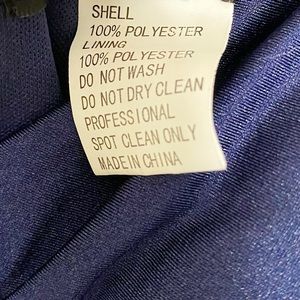 SHELL
100% POLYESTER
LINING
100% POLYESTER
DO NOT WASH
DO NOT DRY CLEAN
PROFESSIONAL
SPOT CLEAN ONLY
MADE IN CHINA